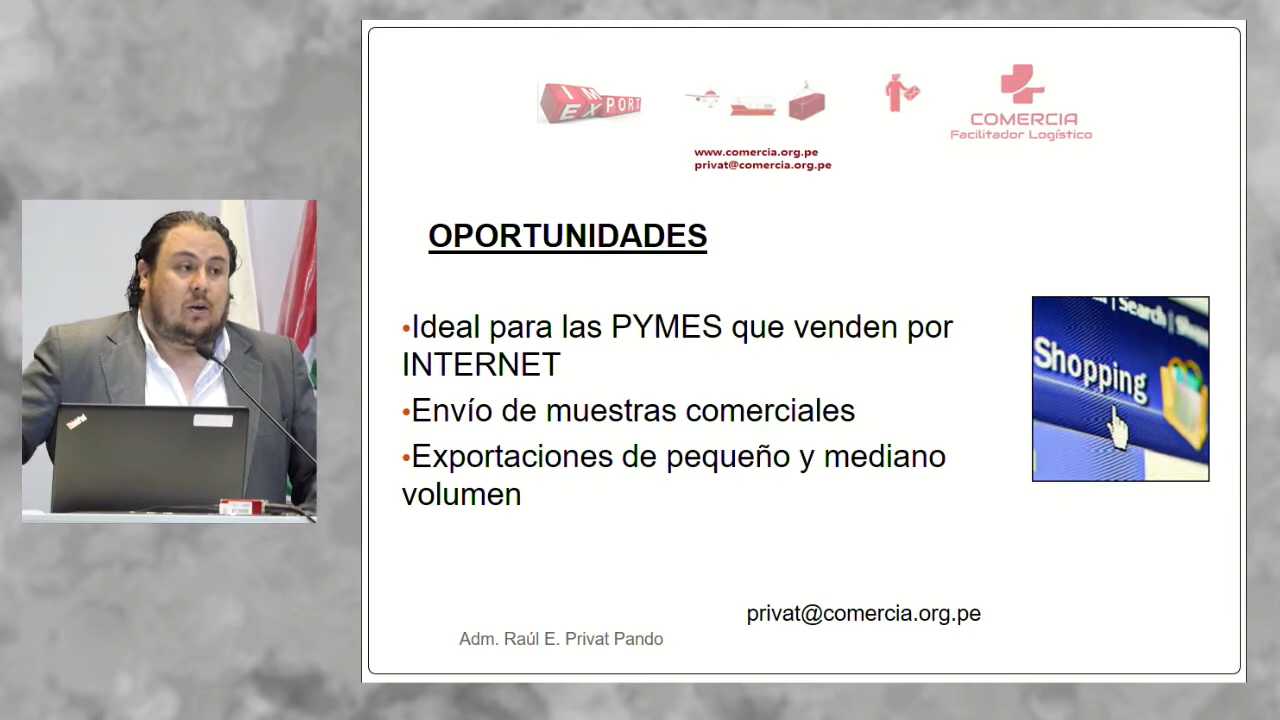 IM
EXPORT
COMERCIA
Facilitador Logístico
www.comercia.org.pe
privat@comercia.org.pe
OPORTUNIDADES
•Ideal para las PYMES que venden por
INTERNET
•Envío de muestras comerciales
•Exportaciones de pequeño y mediano
volumen
Search
Shopping
privat@comercia.org.pe
Adm. Raúl E. Privat Pando